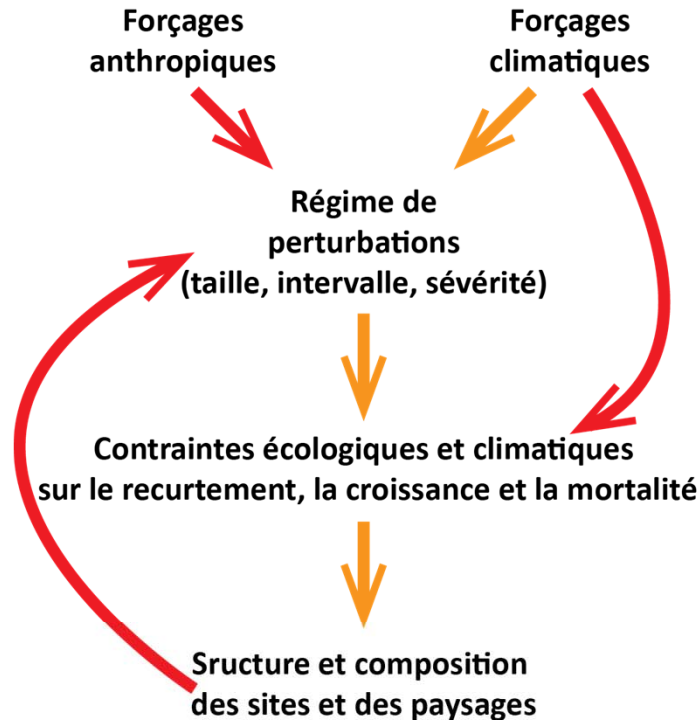 Forçages
anthropiques
Forçages
climatiques
Régime de
perturbations
(taille, intervalle, sévérité)
Contraintes écologiques et climatiques
sur le recurtement, la croissance et la mortalité
Sructure et composition
des sites et des paysages